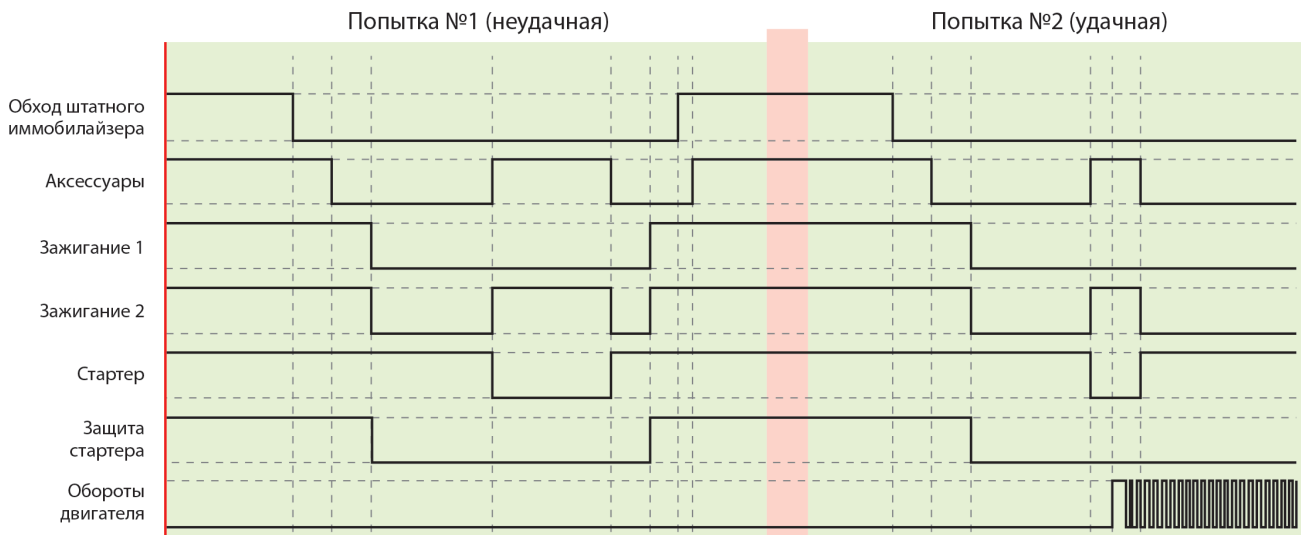 Попытка №1 (неудачная)
Попытка №2 (удачная)
Обход штатного
иммобилайзера
Аксессуары
Зажигание 1
Зажигание 2
Стартер
Защита
стартера
Обороты
двигателя